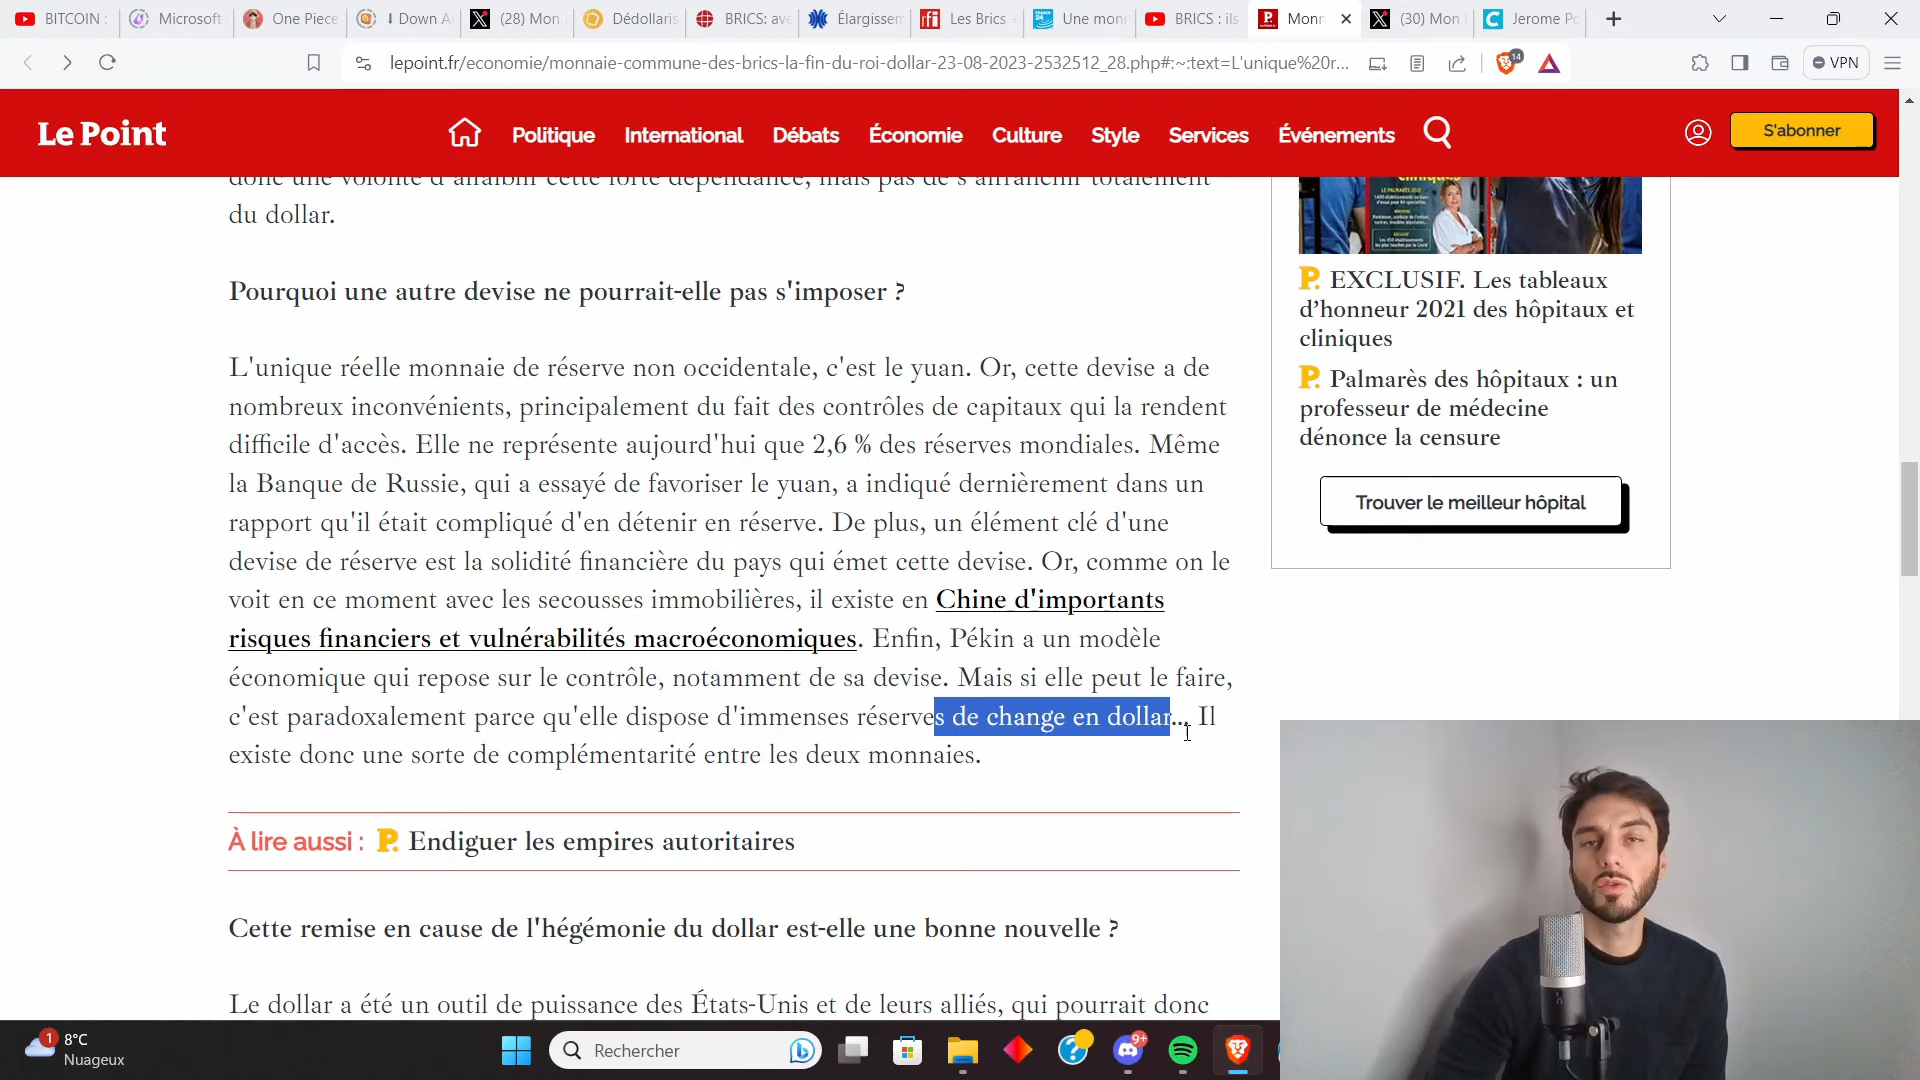 BITCOIN :
Microsoft
One Piece
⬇ Down A
(28) Mon
Dédollaris
BRICS: ave
Élargissem
Les Brics
Une monn
BRICS : ils
Monn
(30) Mon
Jerome Po
lepoint.fr/economie/monnaie-commune-des-brics-la-fin-du-roi-dollar-23-08-2023-2532512_28.php#:~:text=L'unique%20r...
14
VPN
Le Point
Politique
International
Débats
Économie
Culture
Style
Services
Événements
S'abonner
donc une volonté d'affaiblir cette forte dépendance, mais pas de s'affranchir totalement
du dollar.
Pourquoi une autre devise ne pourrait-elle pas s'imposer ?
L'unique réelle monnaie de réserve non occidentale, c'est le yuan. Or, cette devise a de
nombreux inconvénients, principalement du fait des contrôles de capitaux qui la rendent
difficile d'accès. Elle ne représente aujourd'hui que 2,6 % des réserves mondiales. Même
la Banque de Russie, qui a essayé de favoriser le yuan, a indiqué dernièrement dans un
rapport qu'il était compliqué d'en détenir en réserve. De plus, un élément clé d'une
devise de réserve est la solidité financière du pays qui émet cette devise. Or, comme on le
voit en ce moment avec les secousses immobilières, il existe en Chine d'importants
risques financiers et vulnérabilités macroéconomiques. Enfin, Pékin a un modèle
économique qui repose sur le contrôle, notamment de sa devise. Mais si elle peut le faire,
c'est paradoxalement parce qu'elle dispose d'immenses réserves de change en dollar... Il
existe donc une sorte de complémentarité entre les deux monnaies.
À lire aussi : P. Endiguer les empires autoritaires
Cette remise en cause de l'hégémonie du dollar est-elle une bonne nouvelle ?
Le dollar a été un outil de puissance des États-Unis et de leurs alliés, qui pourrait donc
cliniques
LE PALMARÈS 2021
P. EXCLUSIF. Les tableaux
d'honneur 2021 des hôpitaux et
cliniques
P. Palmarès des hôpitaux : un
professeur de médecine
dénonce la censure
Trouver le meilleur hôpital
1
8°C
Nuageux
Rechercher
9+